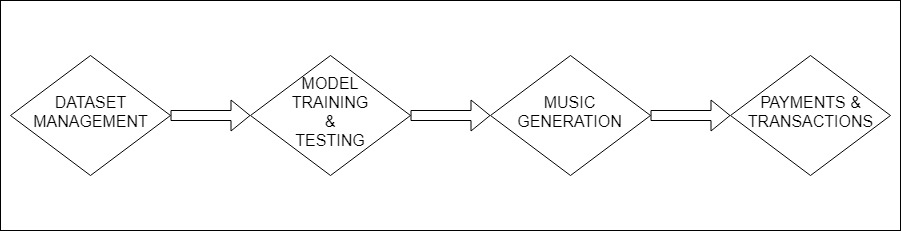 DATASET
MANAGEMENT
MODEL
TRAINING
&
TESTING
MUSIC
GENERATION
PAYMENTS &
TRANSACTIONS